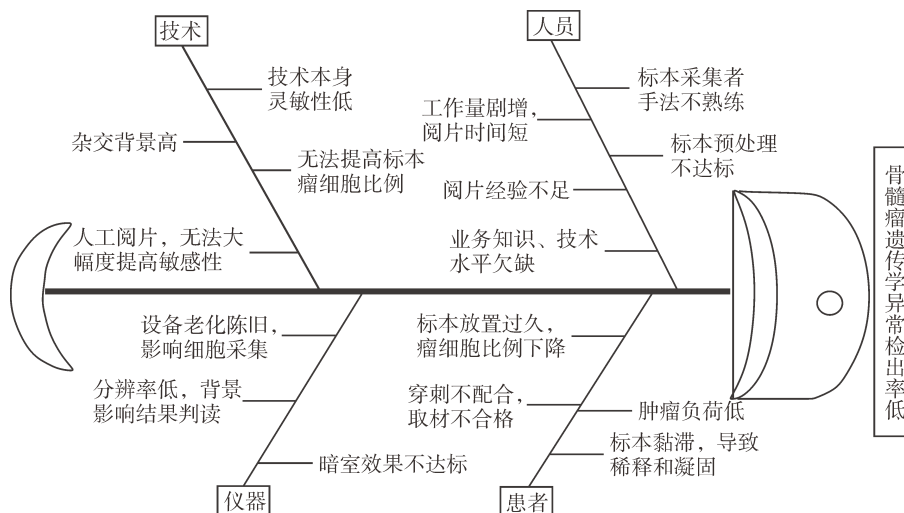 技术
技术本身
灵敏性低
杂交背景高
无法提高标本
瘤细胞比例
人工阅片，无法大
幅度提高敏感性
人员
标本采集者
手法不熟练
工作量剧增，
阅片时间短
标本预处理
不达标
阅片经验不足
业务知识、技术
水平欠缺
设备老化陈旧，
影响细胞采集
分辨率低，背景
影响结果判读
暗室效果不达标
仪器
标本放置过久，
瘤细胞比例下降
穿刺不配合，
取材不合格
肿瘤负荷低
标本黏滞，导致
稀释和凝固
患者
骨髓瘤遗传学异常检出率低